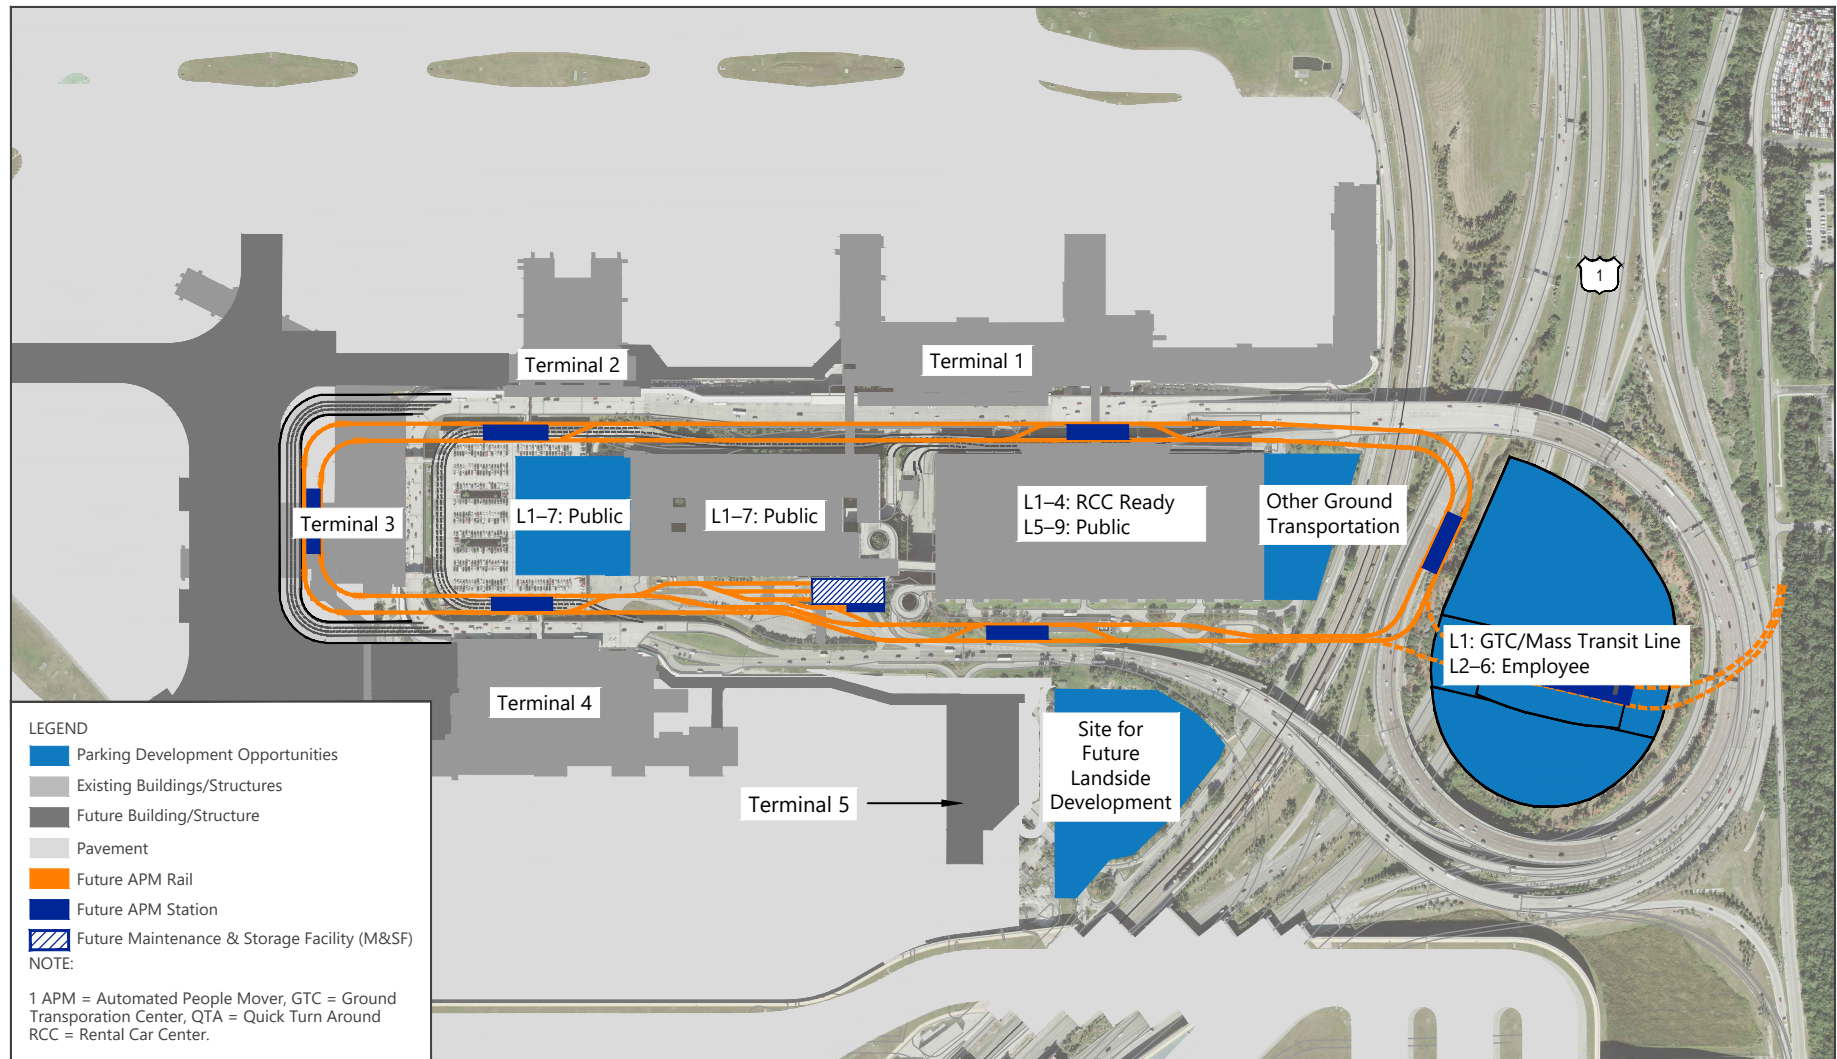 1
Terminal 2
Terminal 1
Terminal 3
L1–7: Public
L1–7: Public
L1–4: RCC Ready
L5–9: Public
Other Ground
Transportation
L1: GTC/Mass Transit Line
L2–6: Employee
Terminal 4
Site for
Future
Landside
Development
Terminal 5
LEGEND
Parking Development Opportunities
Existing Buildings/Structures
Future Building/Structure
Pavement
Future APM Rail
Future APM Station
Future Maintenance & Storage Facility (M&SF)
NOTE:
1 APM = Automated People Mover, GTC = Ground
Transporation Center, QTA = Quick Turn Around
RCC = Rental Car Center.